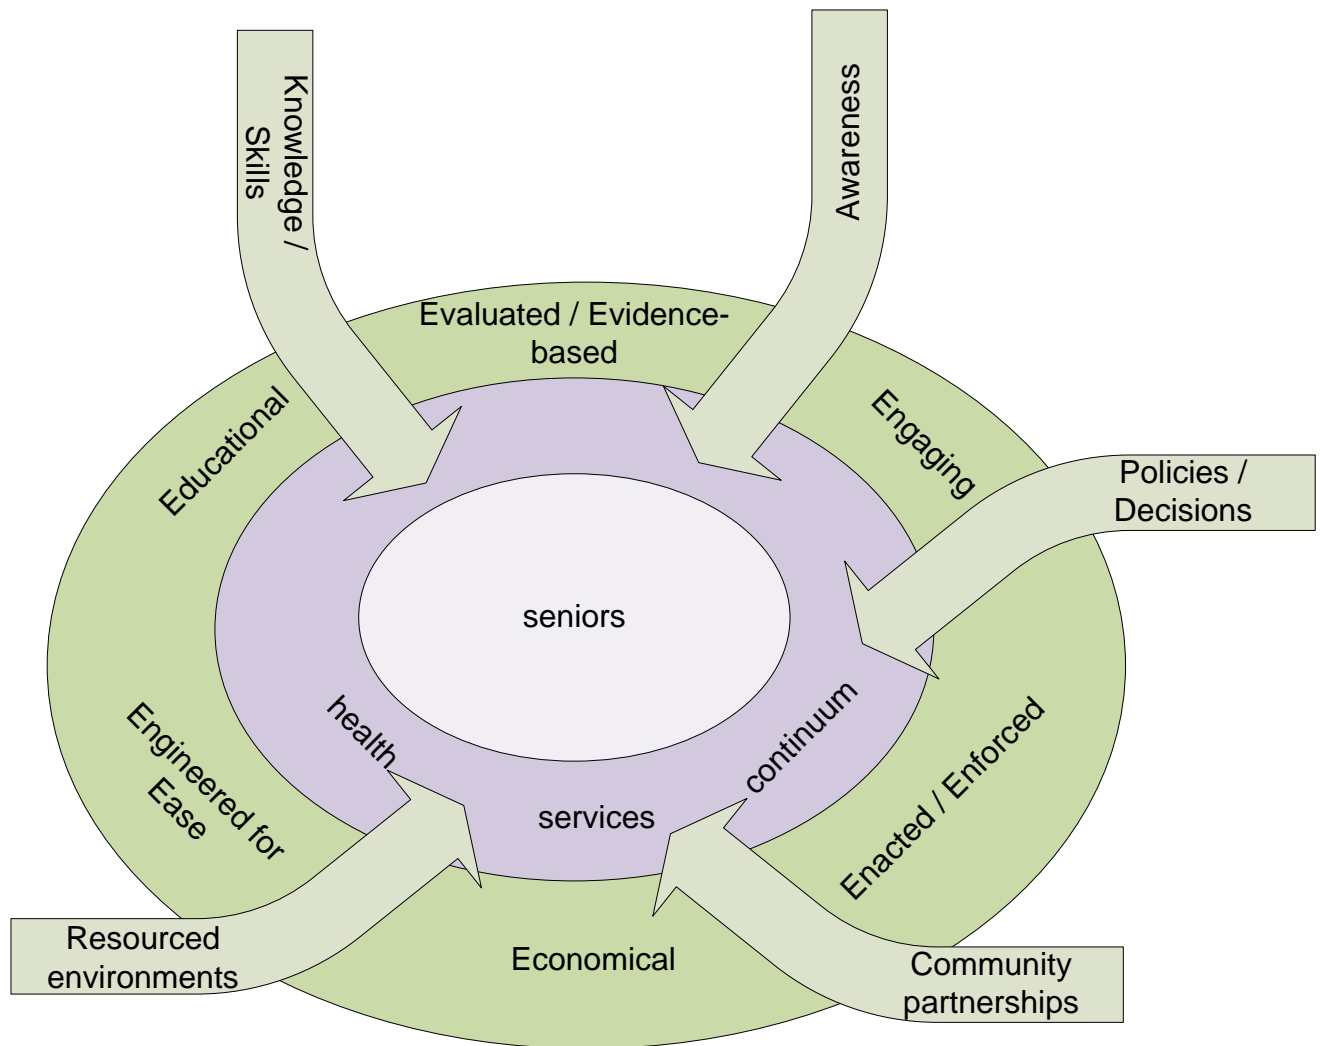 Knowledge /
Skills
Awareness
Evaluated / Evidence-
based
Educational
Engaging
Policies /
Decisions
seniors
health
continuum
services
Engineered for
Ease
Enacted / Enforced
Resourced
environments
Economical
Community
partnerships